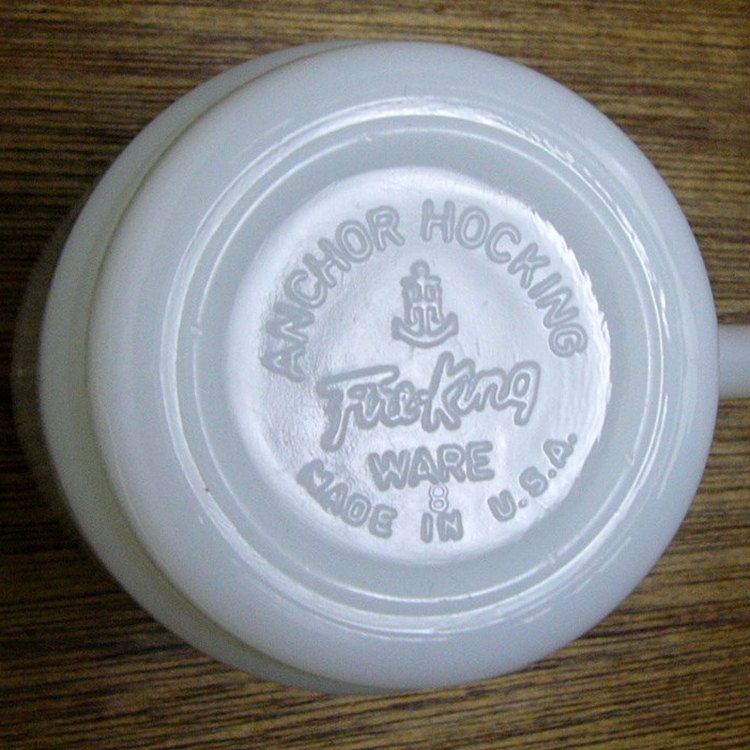 ANCHOR HOCKING
Fire-King
WARE
8
MADE IN U.S.A.